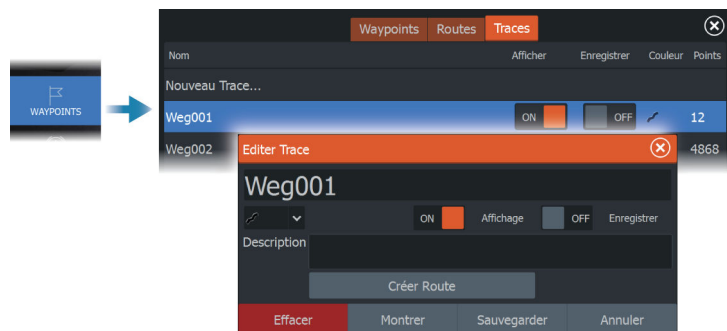 Waypoints Routes Traces
Nom Afficher Enregistrer Couleur Points
Nouveau Trace...
WAYPOINTS
Weg001 ON OFF 12
Weg002 4868
Editer Trace
Weg001
ON Affichage OFF Enregistrer
Description
Créer Route
Effacer Montrer Sauvegarder Annuler